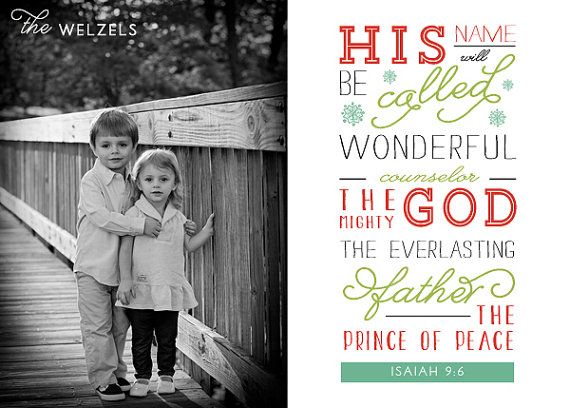 the WELZELS
HIS NAME
will
BE called
WONDERFUL
counselor
THE
MIGHTY GOD
THE EVERLASTING
father
THE
PRINCE OF PEACE
ISAIAH 9:6